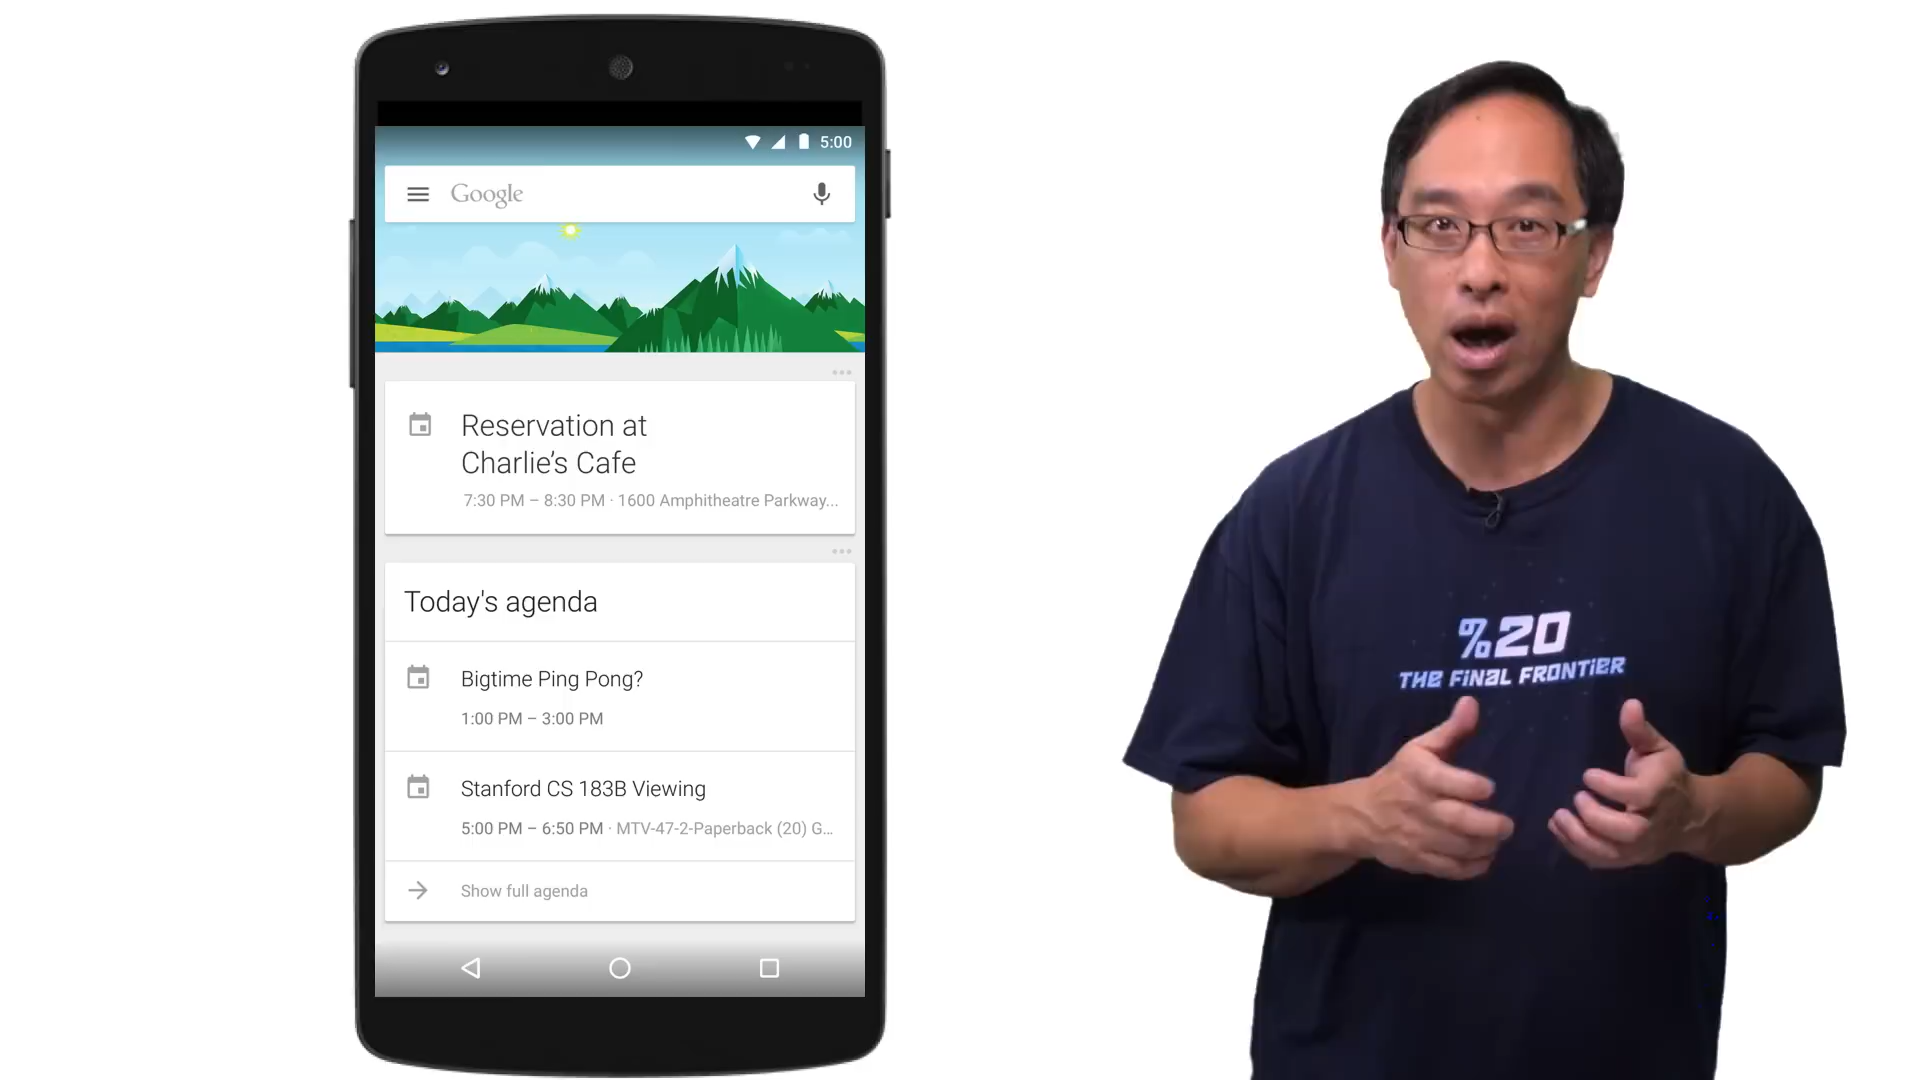 5:00
Google
Reservation at
Charlie’s Cafe
7:30 PM – 8:30 PM · 1600 Amphitheatre Parkway...
Today's agenda
Bigtime Ping Pong?
1:00 PM – 3:00 PM
Stanford CS 183B Viewing
5:00 PM – 6:50 PM · MTV-47-2-Paperback (20) G...
Show full agenda
%20
THE FINAL FRONTIER